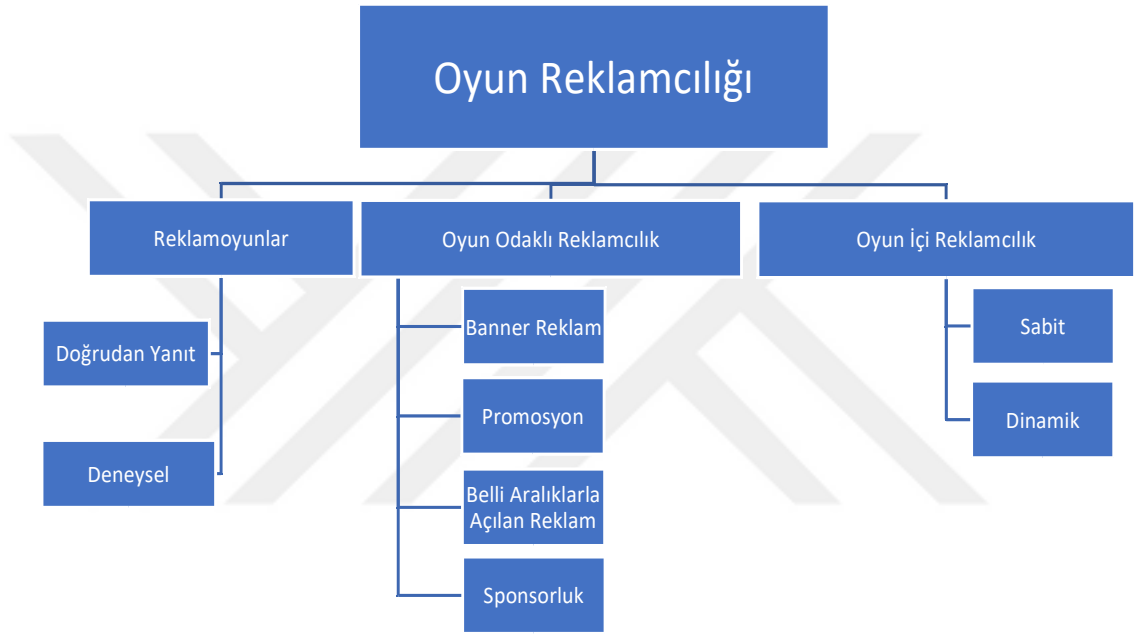 Oyun Reklamcılığı
Reklamoyunlar
Oyun Odaklı Reklamcılık
Oyun İçi Reklamcılık
Doğrudan Yanıt
Deneysel
Banner Reklam
Promosyon
Belli Aralıklarla
Açılan Reklam
Sponsorluk
Sabit
Dinamik